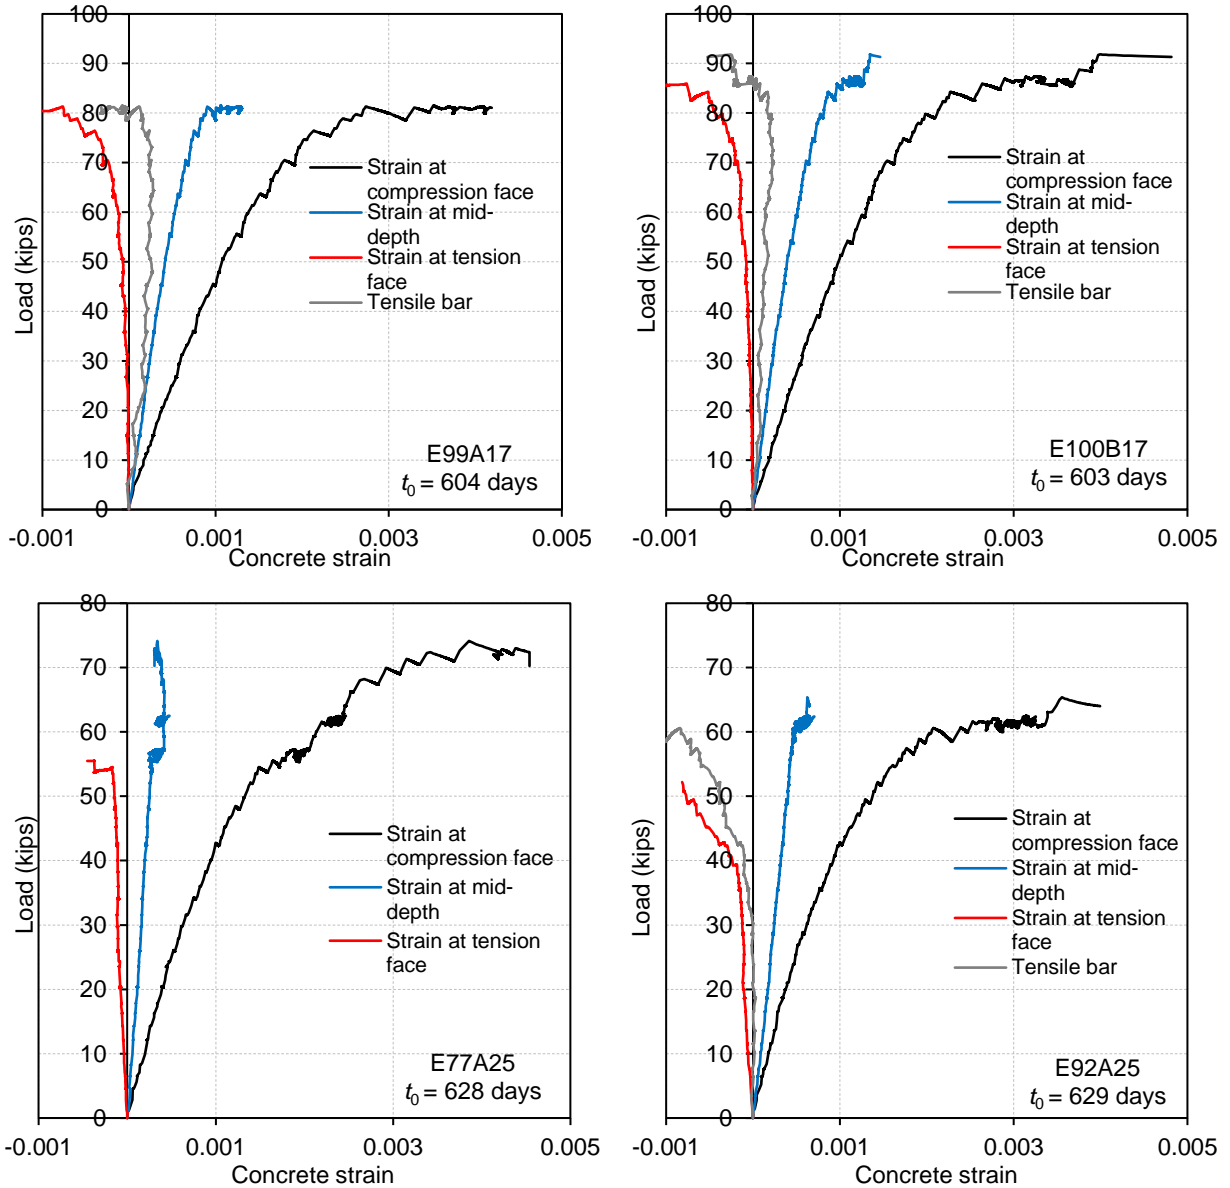 100
90
80
70
60
50
40
30
20
10
0
Load (kips)
Strain at
compression face
Strain at mid-
depth
Strain at tension
face
Tensile bar
E99A17
t0 = 604 days
-0.001
0.001
0.003
0.005
Concrete strain
100
90
80
70
60
50
40
30
20
10
0
Load (kips)
Strain at
compression face
Strain at mid-
depth
Strain at tension
face
Tensile bar
E100B17
t0 = 603 days
-0.001
0.001
0.003
0.005
Concrete strain
80
70
60
50
40
30
20
10
0
Load (kips)
Strain at
compression face
Strain at mid-
depth
Strain at tension
face
E77A25
t0 = 628 days
-0.001
0.001
0.003
0.005
Concrete strain
80
70
60
50
40
30
20
10
0
Load (kips)
Strain at
compression face
Strain at mid-
depth
Strain at tension
face
Tensile bar
E92A25
t0 = 629 days
-0.001
0.001
0.003
0.005
Concrete strain